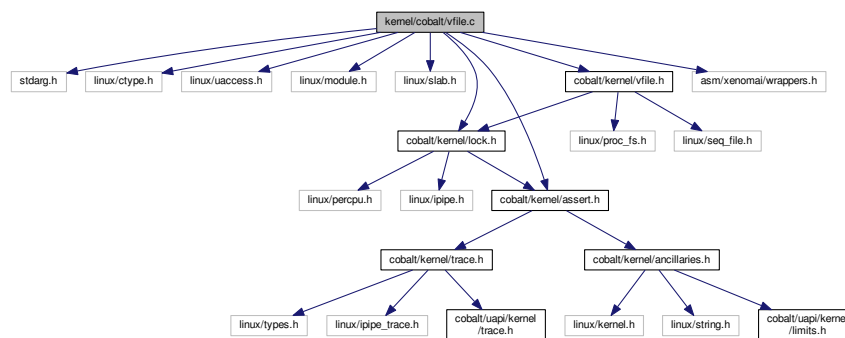 kernel/cobalt/vfile.c
stdarg.h
linux/ctype.h
linux/uaccess.h
linux/module.h
linux/slab.h
cobalt/kernel/vfile.h
asm/xenomai/wrappers.h
cobalt/kernel/lock.h
linux/proc_fs.h
linux/seq_file.h
linux/percpu.h
linux/ipipe.h
cobalt/kernel/assert.h
cobalt/kernel/trace.h
cobalt/kernel/ancillaries.h
linux/types.h
linux/ipipe_trace.h
cobalt/uapi/kernel
/trace.h
linux/kernel.h
linux/string.h
cobalt/uapi/kernel
/limits.h